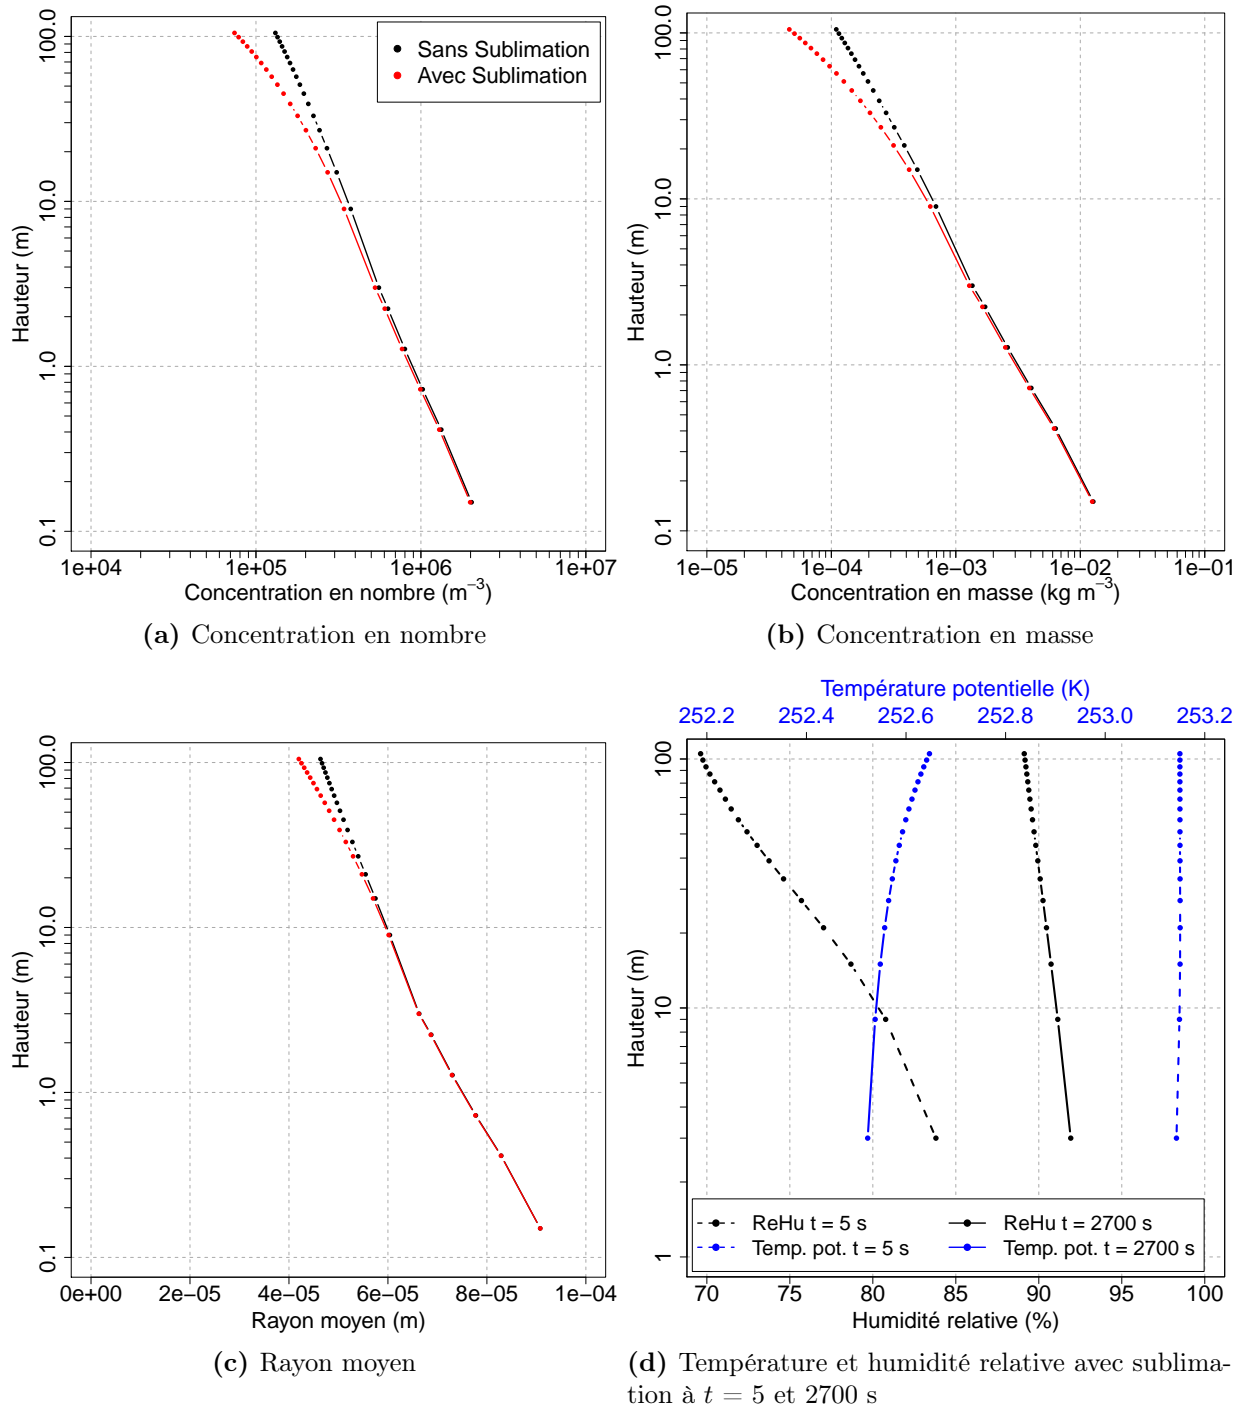 Sans Sublimation
Avec Sublimation
Hauteur (m)
100.0
10.0
1.0
0.1
1e+04 1e+05 1e+06 1e+07
Concentration en nombre (m−3)
(a) Concentration en nombre
Hauteur (m)
100.0
10.0
1.0
0.1
1e−05 1e−04 1e−03 1e−02 1e−01
Concentration en masse (kg m−3)
(b) Concentration en masse
Hauteur (m)
100.0
10.0
1.0
0.1
0e+00 2e−05 4e−05 6e−05 8e−05 1e−04
Rayon moyen (m)
(c) Rayon moyen
Température potentielle (K)
252.2 252.4 252.6 252.8 253.0 253.2
Hauteur (m)
100
10
1
ReHu t = 5 s ReHu t = 2700 s
Temp. pot. t = 5 s Temp. pot. t = 2700 s
70 75 80 85 90 95 100
Humidité relative (%)
(d) Température et humidité relative avec sublima-
tion à t = 5 et 2700 s